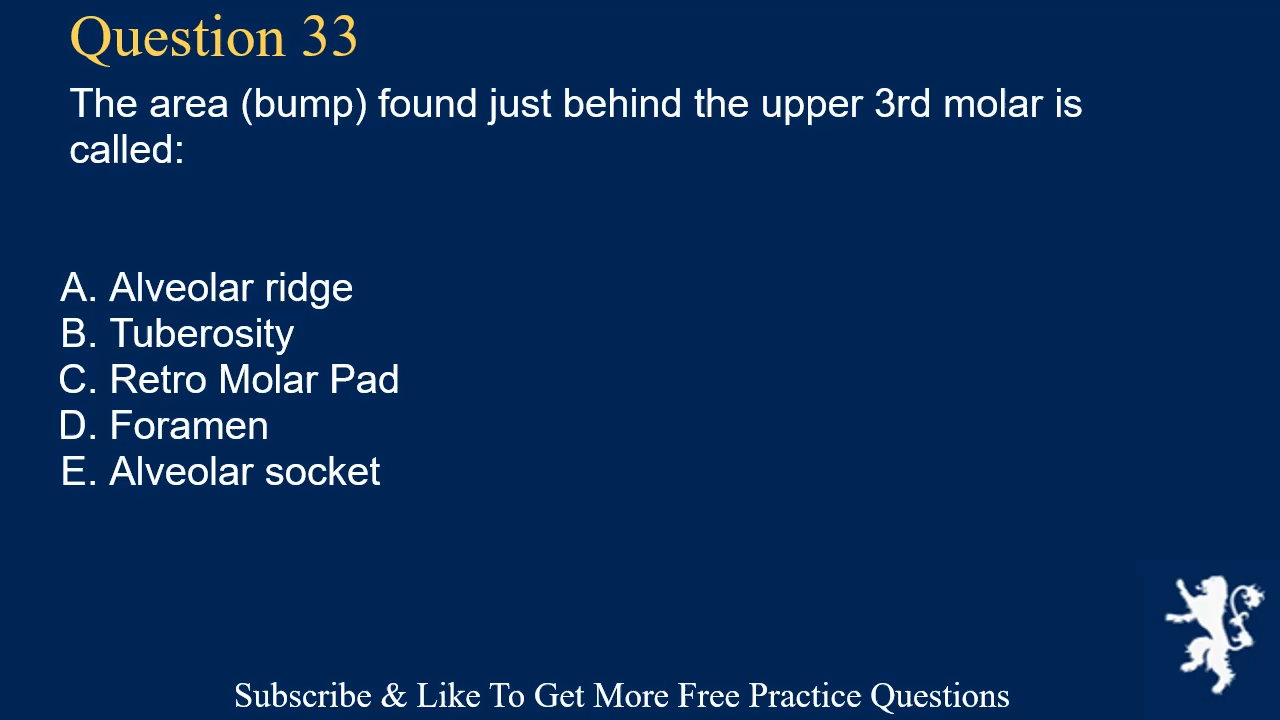 Question 33
The area (bump) found just behind the upper 3rd molar is
called:
A. Alveolar ridge
B. Tuberosity
C. Retro Molar Pad
D. Foramen
E. Alveolar socket
Subscribe & Like To Get More Free Practice Questions